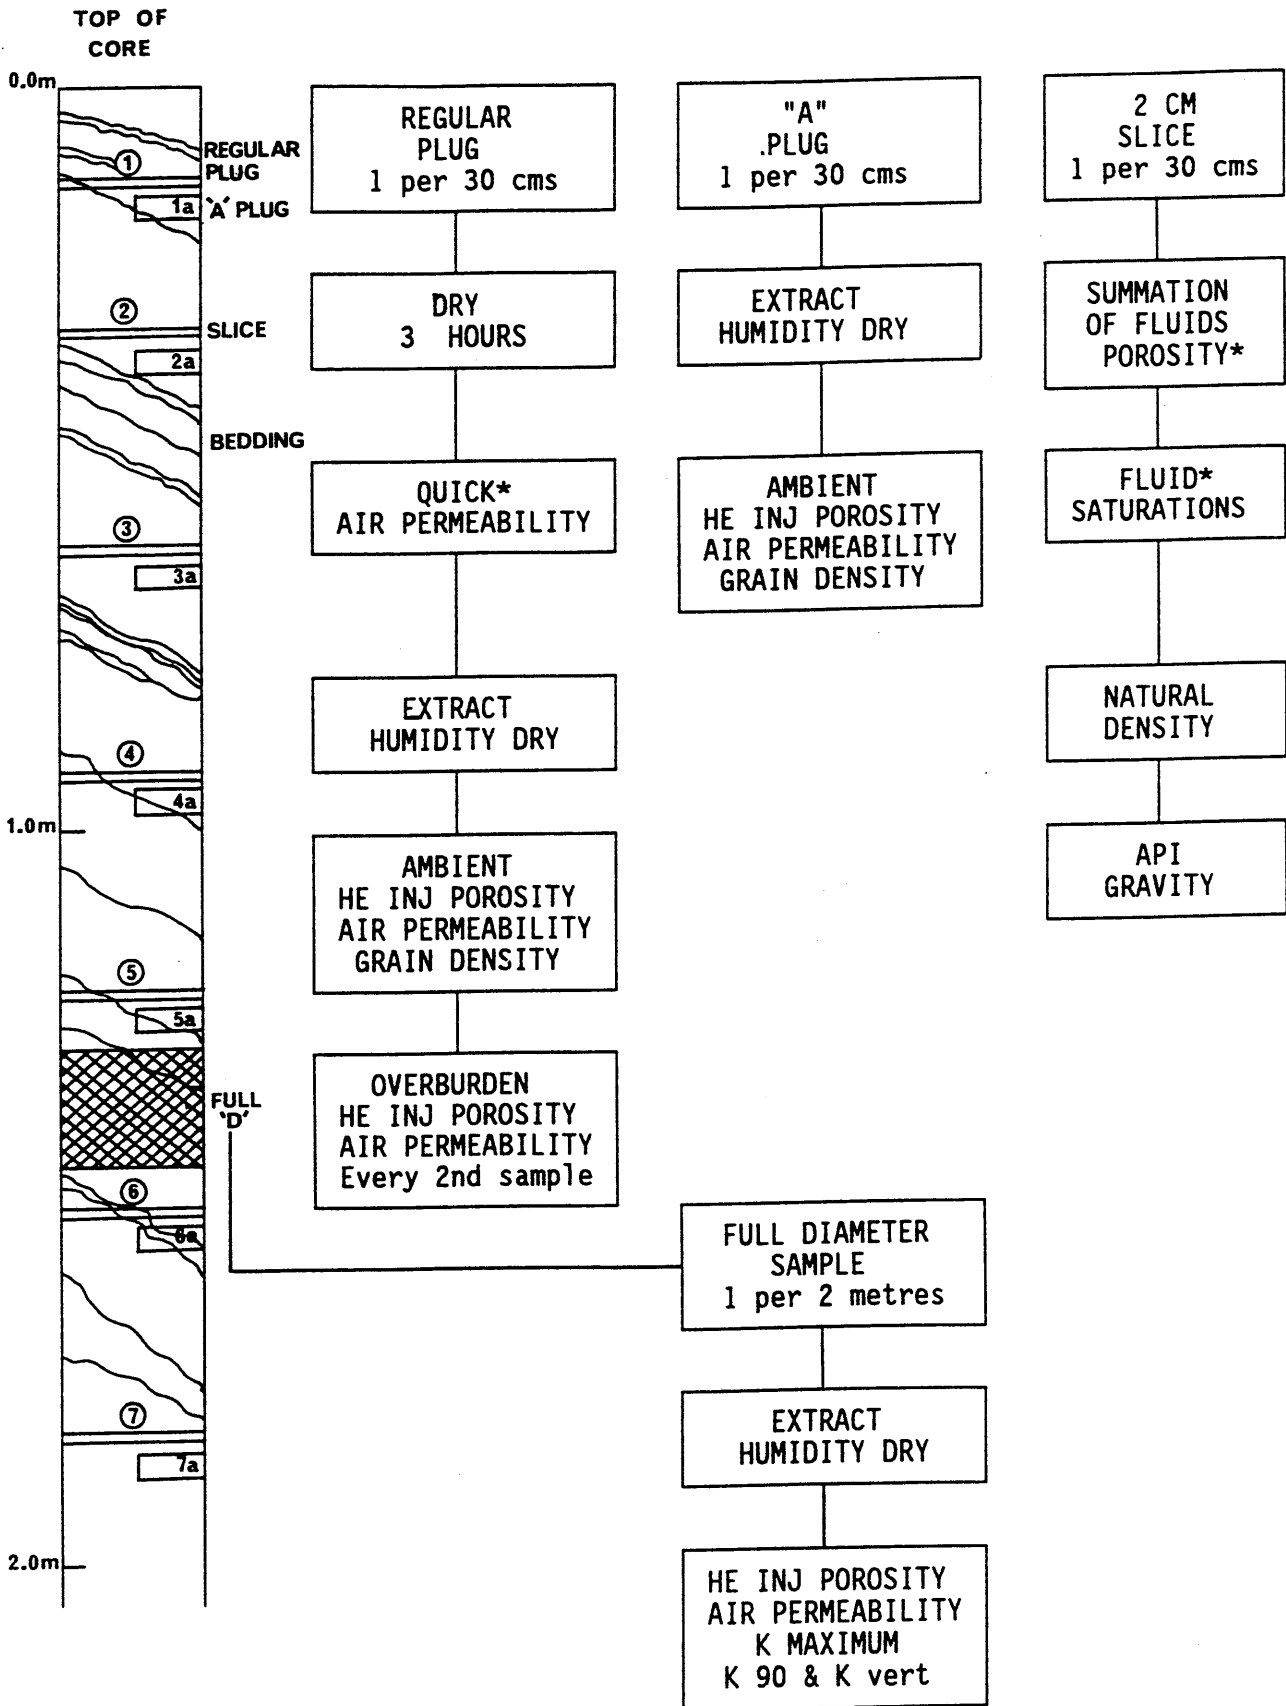 TOP OF
CORE
0.0m
1
REGULAR
PLUG
1a
'A' PLUG
2
SLICE
2a
BEDDING
3
3a
4
4a
1.0m
5
5a
FULL
'D'
6
6a
7
7a
2.0m
REGULAR
PLUG
1 per 30 cms
DRY
3 HOURS
QUICK*
AIR PERMEABILITY
EXTRACT
HUMIDITY DRY
AMBIENT
HE INJ POROSITY
AIR PERMEABILITY
GRAIN DENSITY
OVERBURDEN
HE INJ POROSITY
AIR PERMEABILITY
Every 2nd sample
"A"
.PLUG
1 per 30 cms
EXTRACT
HUMIDITY DRY
AMBIENT
HE INJ POROSITY
AIR PERMEABILITY
GRAIN DENSITY
2 CM
SLICE
1 per 30 cms
SUMMATION
OF FLUIDS
POROSITY*
FLUID*
SATURATIONS
NATURAL
DENSITY
API
GRAVITY
FULL DIAMETER
SAMPLE
1 per 2 metres
EXTRACT
HUMIDITY DRY
HE INJ POROSITY
AIR PERMEABILITY
K MAXIMUM
K 90 & K vert